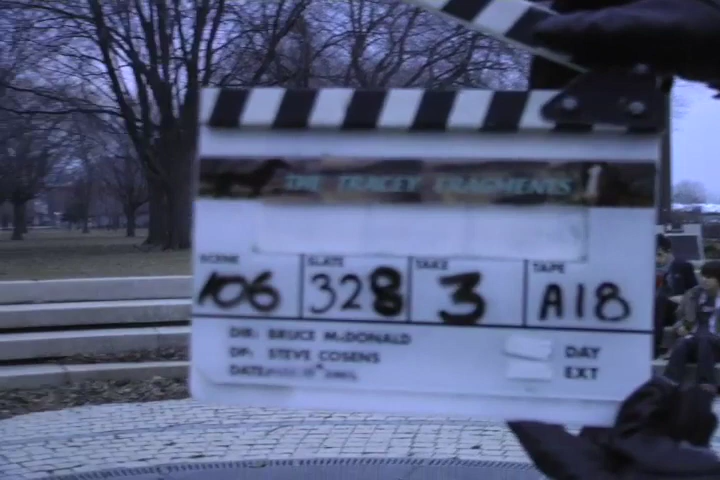 THE TRACEY FRAGMENTS
SCENE SLATE TAKE TAPE
106 328 3 A18
DIR: BRUCE McDONALD
DP: STEVE COSENS DAY
DATE: EXT